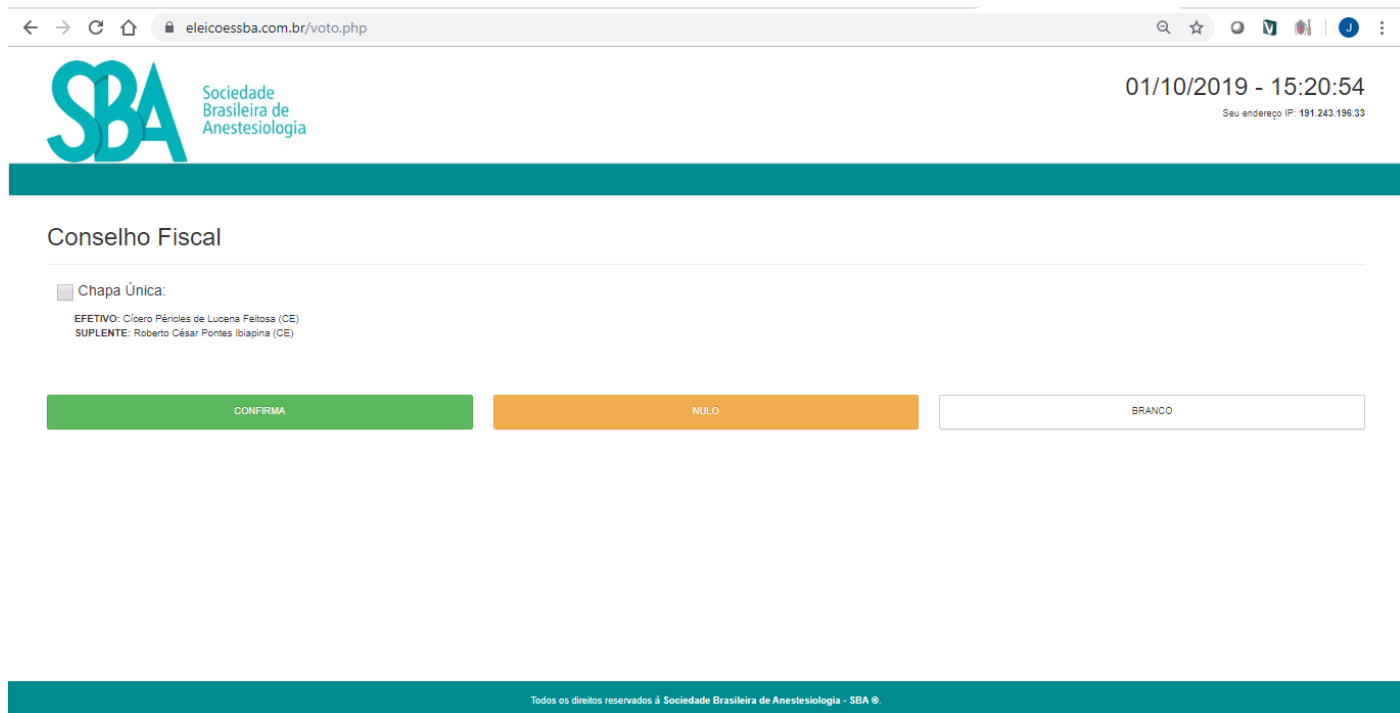 eleicoessba.com.br/voto.php
J
SBA
Sociedade
Brasileira de
Anestesiologia
01/10/2019 - 15:20:54
Seu endereço IP: 191.243.196.33
Conselho Fiscal
Chapa Única:
EFETIVO: Cícero Péricles de Lucena Feitosa (CE)
SUPLENTE: Roberto César Pontes Ibiapina (CE)
CONFIRMA
NULO
BRANCO
Todos os direitos reservados à Sociedade Brasileira de Anestesiologia - SBA ®.